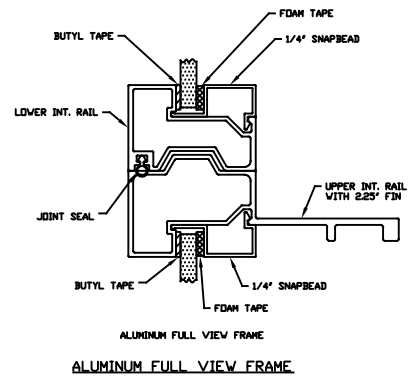 FOAM TAPE
BUTYL TAPE
1/4" SNAPBEAD
LOWER INT. RAIL
UPPER INT. RAIL
WITH 2.25" FIN
JOINT SEAL
BUTYL TAPE
1/4" SNAPBEAD
FOAM TAPE
ALUMINUM FULL VIEW FRAME
ALUMINUM FULL VIEW FRAME